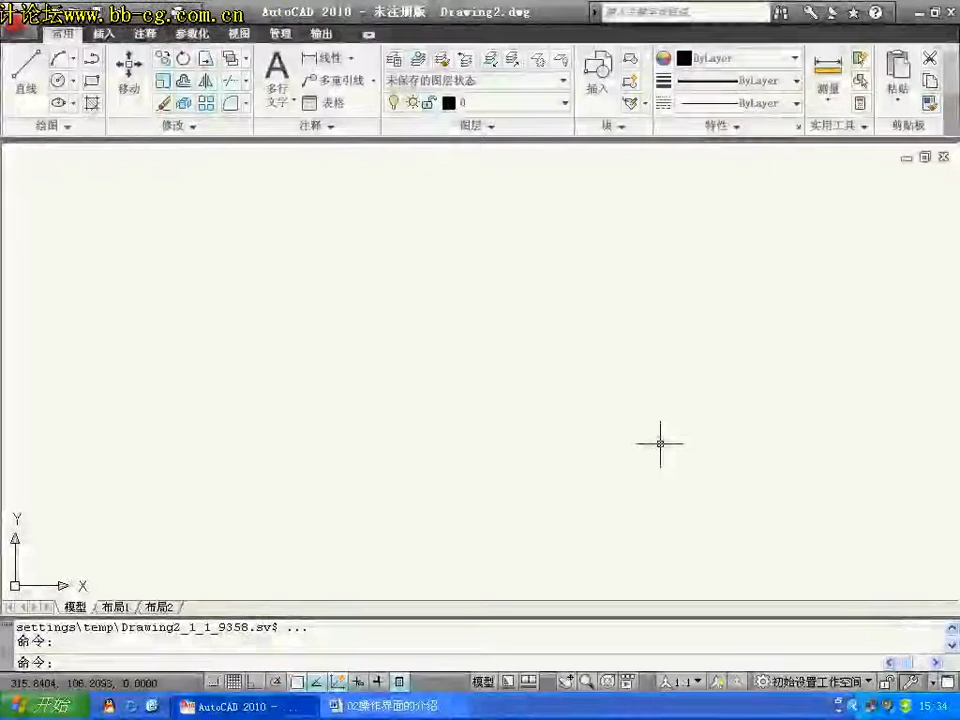 计论坛www.bb-cg.com.cn
AutoCAD 2010 - 未注册版 Drawing2.dwg
常用 插入 注释 参数化 视图 管理 输出
直线 移动 多行文字 线性 多重引线 表格
未保存的图层状态
0
插入
ByLayer
ByLayer
ByLayer
测量 粘贴
绘图 修改 注释 图层 块 特性 实用工具 剪贴板
Y
X
模型 布局1 布局2
settings\temp\Drawing2_1_1_9358.sv$ ...
命令:
命令:
315.8404, 106.2093, 0.0000 模型 1:1 初始设置工作空间
开始 AutoCAD 2010 - ... 02操作界面的介绍 15:34